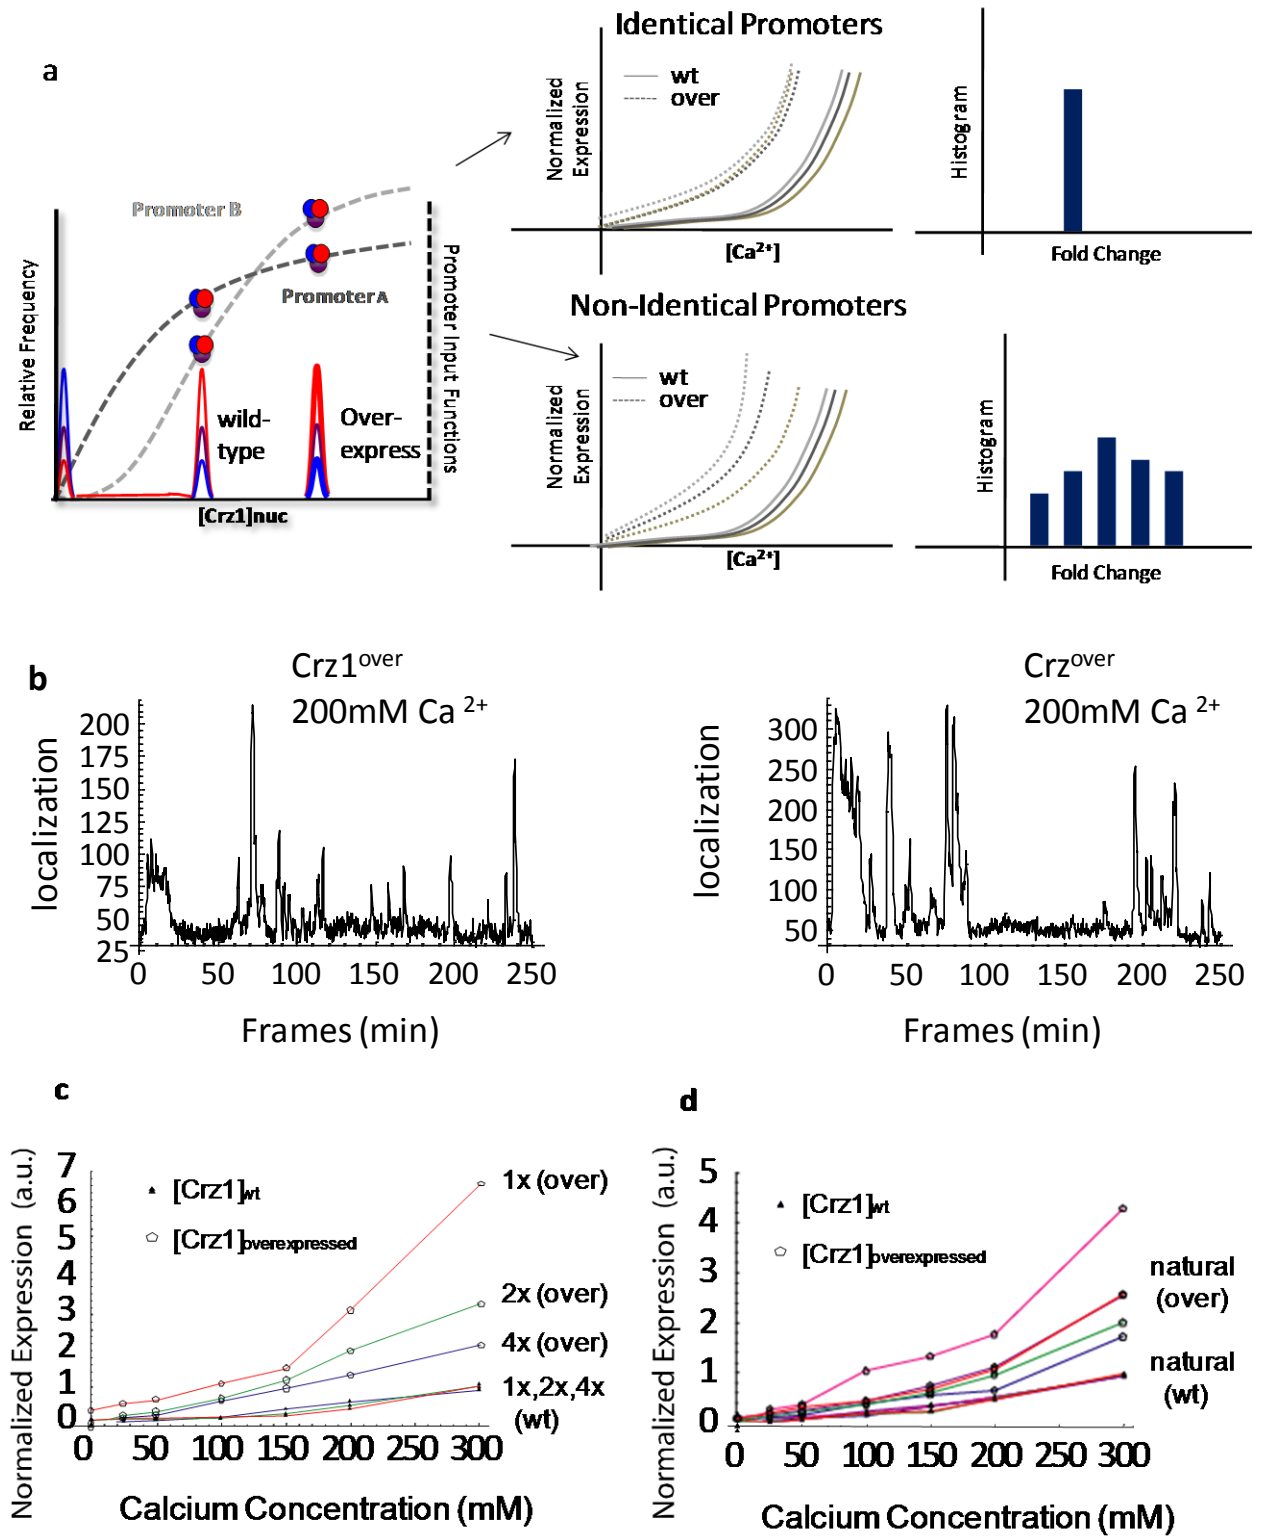 a
Identical Promoters
Normalized
Expression
wt
over
[Ca²⁺]
Histogram
Fold Change
Relative Frequency
Promoter B
Promoter A
wild-
type
Over-
express
[Crz1]nuc
Promoter Input Functions
Non-Identical Promoters
Normalized
Expression
wt
over
[Ca²⁺]
Histogram
Fold Change
b
Crz1over
200mM Ca 2+
localization
200
175
150
125
100
75
50
25
0 50 100 150 200 250
Frames (min)
Crzover
200mM Ca 2+
localization
300
250
200
150
100
50
0 50 100 150 200 250
Frames (min)
c
Normalized Expression (a.u.)
7
6
5
4
3
2
1
0
[Crz1]wt
[Crz1]overexpressed
1x (over)
2x (over)
4x (over)
1x,2x,4x
(wt)
0 50 100 150 200 300
Calcium Concentration (mM)
d
Normalized Expression (a.u.)
5
4
3
2
1
0
[Crz1]wt
[Crz1]overexpressed
natural
(over)
natural
(wt)
0 50 100 150 200 300
Calcium Concentration (mM)